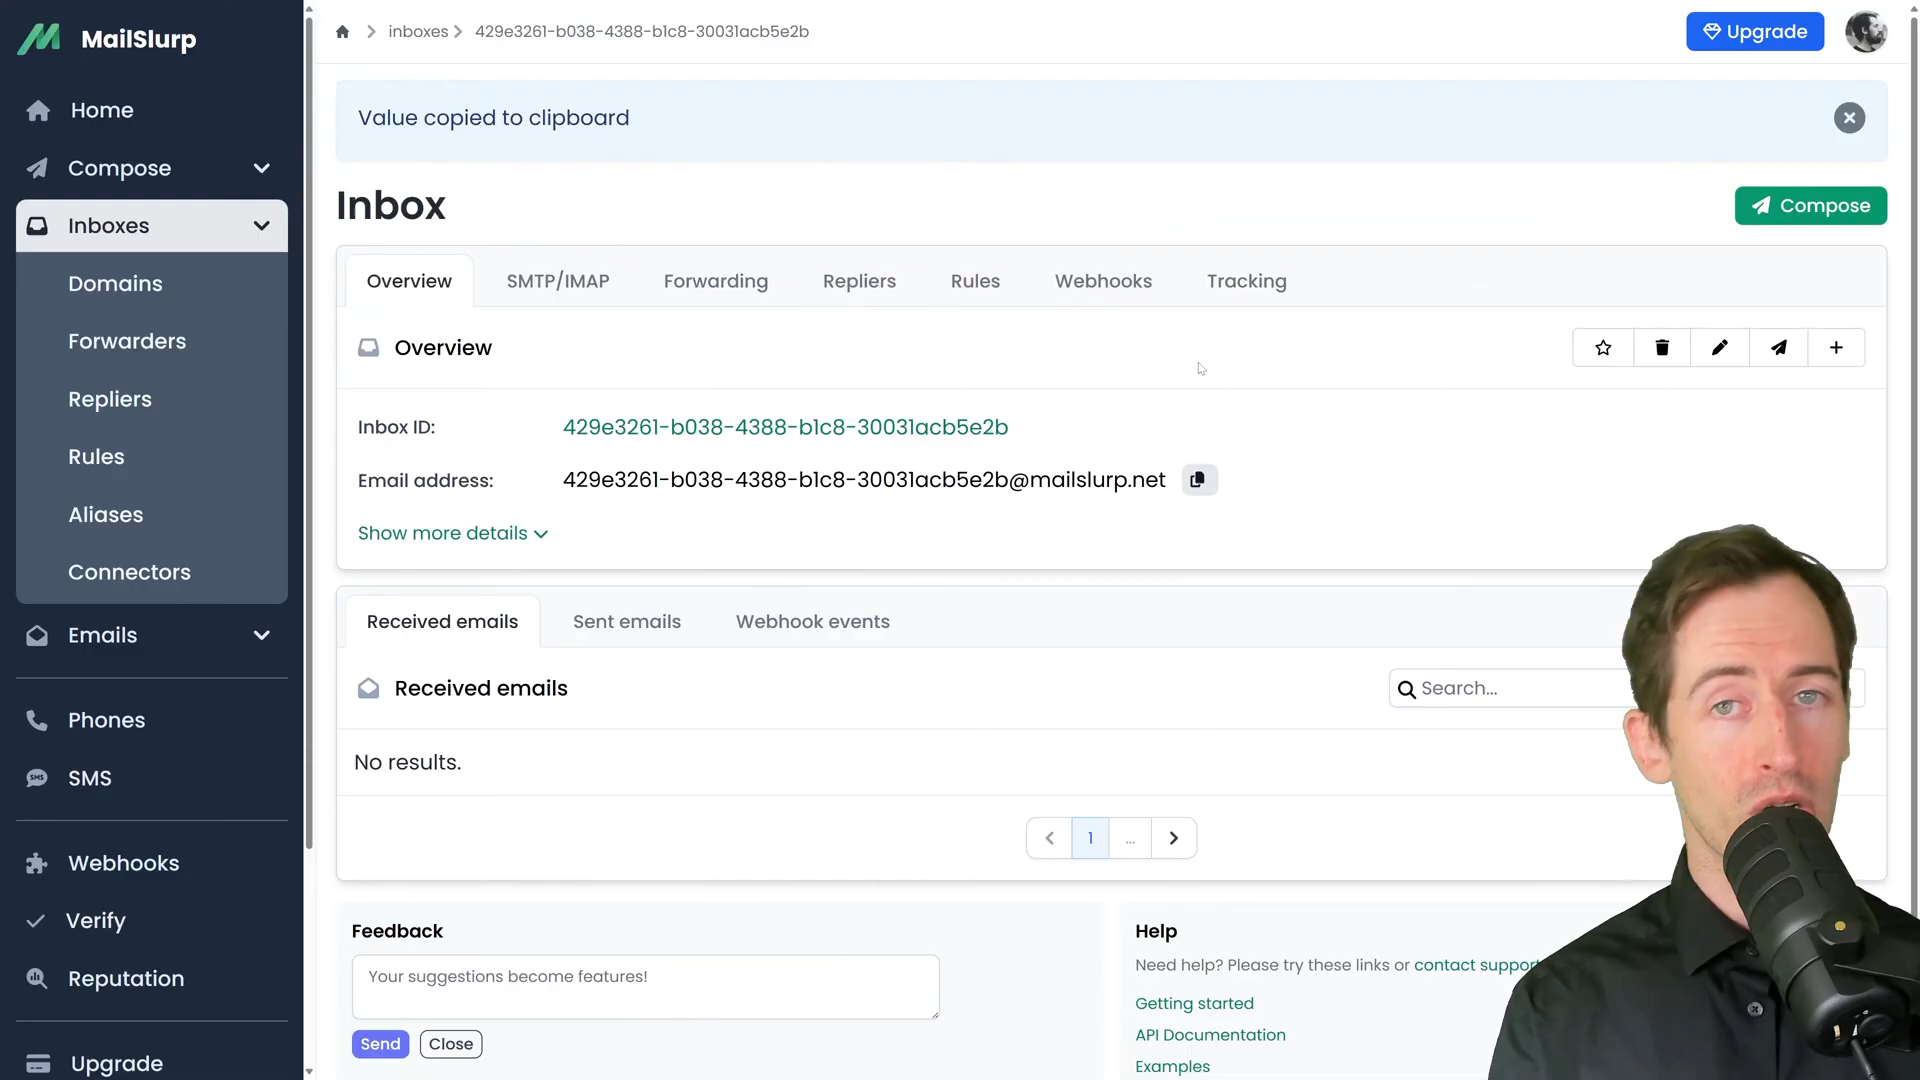 MailSlurp
Home
Compose
Inboxes
Domains
Forwarders
Repliers
Rules
Aliases
Connectors
Emails
Phones
SMS
SMS
Webhooks
Verify
Reputation
Upgrade
inboxes 429e3261-b038-4388-b1c8-30031acb5e2b
Upgrade
Value copied to clipboard
Inbox
Compose
Overview SMTP/IMAP Forwarding Repliers Rules Webhooks Tracking
Overview
Inbox ID: 429e3261-b038-4388-b1c8-30031acb5e2b
Email address: 429e3261-b038-4388-b1c8-30031acb5e2b@mailslurp.net
Show more details
Received emails Sent emails Webhook events
Received emails
Search...
No results.
1 ...
Feedback
Your suggestions become features!
Send Close
Help
Need help? Please try these links or contact support
Getting started
API Documentation
Examples